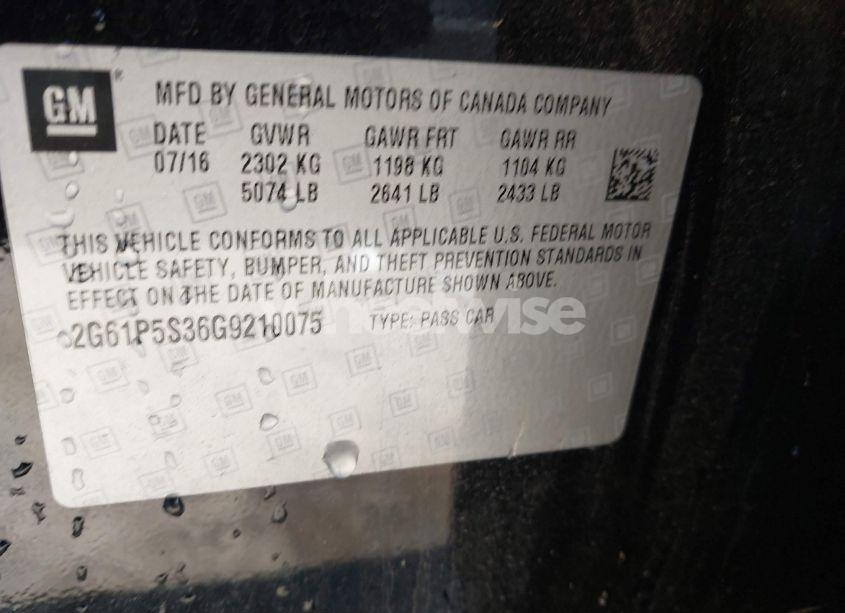 GM
MFD BY GENERAL MOTORS OF CANADA COMPANY
DATE GVWR GAWR FRT GAWR RR
07/16 2302 KG 1198 KG 1104 KG
5074 LB 2641 LB 2433 LB
THIS VEHICLE CONFORMS TO ALL APPLICABLE U.S. FEDERAL MOTOR
VEHICLE SAFETY, BUMPER, AND THEFT PREVENTION STANDARDS IN
EFFECT ON THE DATE OF MANUFACTURE SHOWN ABOVE.
2G61P5S36G9210075 TYPE: PASS CAR